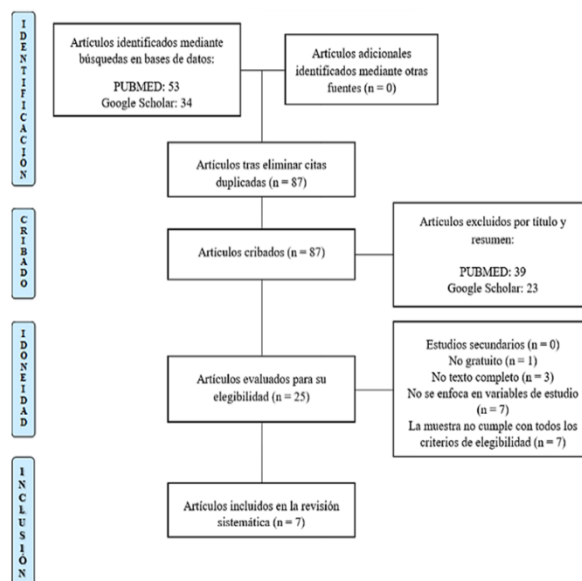 IDENTIFICACIÓN
Artículos identificados mediante
búsquedas en bases de datos:
PUBMED: 53
Google Scholar: 34
Artículos adicionales
identificados mediante otras
fuentes (n = 0)
Artículos tras eliminar citas
duplicadas (n = 87)
CRIBADO
Artículos cribados (n = 87)
Artículos excluidos por título y
resumen:
PUBMED: 39
Google Scholar: 23
IDONEIDAD
Artículos evaluados para su
elegibilidad (n = 25)
Estudios secundarios (n = 0)
No gratuito (n = 1)
No texto completo (n = 3)
No se enfoca en variables de estudio
(n = 7)
La muestra no cumple con todos los
criterios de elegibilidad (n = 7)
INCLUSIÓN
Artículos incluidos en la revisión
sistemática (n = 7)